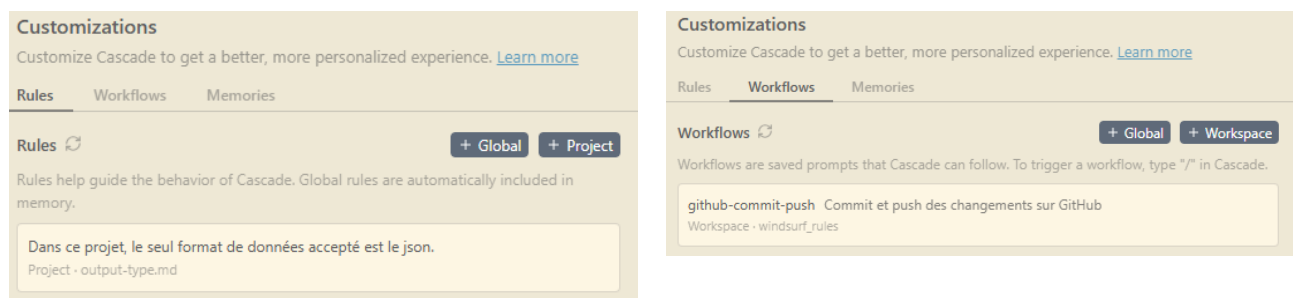 Customizations
Customize Cascade to get a better, more personalized experience. Learn more
Rules Workflows Memories
Rules + Global + Project
Rules help guide the behavior of Cascade. Global rules are automatically included in
memory.
Dans ce projet, le seul format de données accepté est le json.
Project · output-type.md
Customizations
Customize Cascade to get a better, more personalized experience. Learn more
Rules Workflows Memories
Workflows + Global + Workspace
Workflows are saved prompts that Cascade can follow. To trigger a workflow, type "/" in Cascade.
github-commit-push Commit et push des changements sur GitHub
Workspace · windsurf_rules